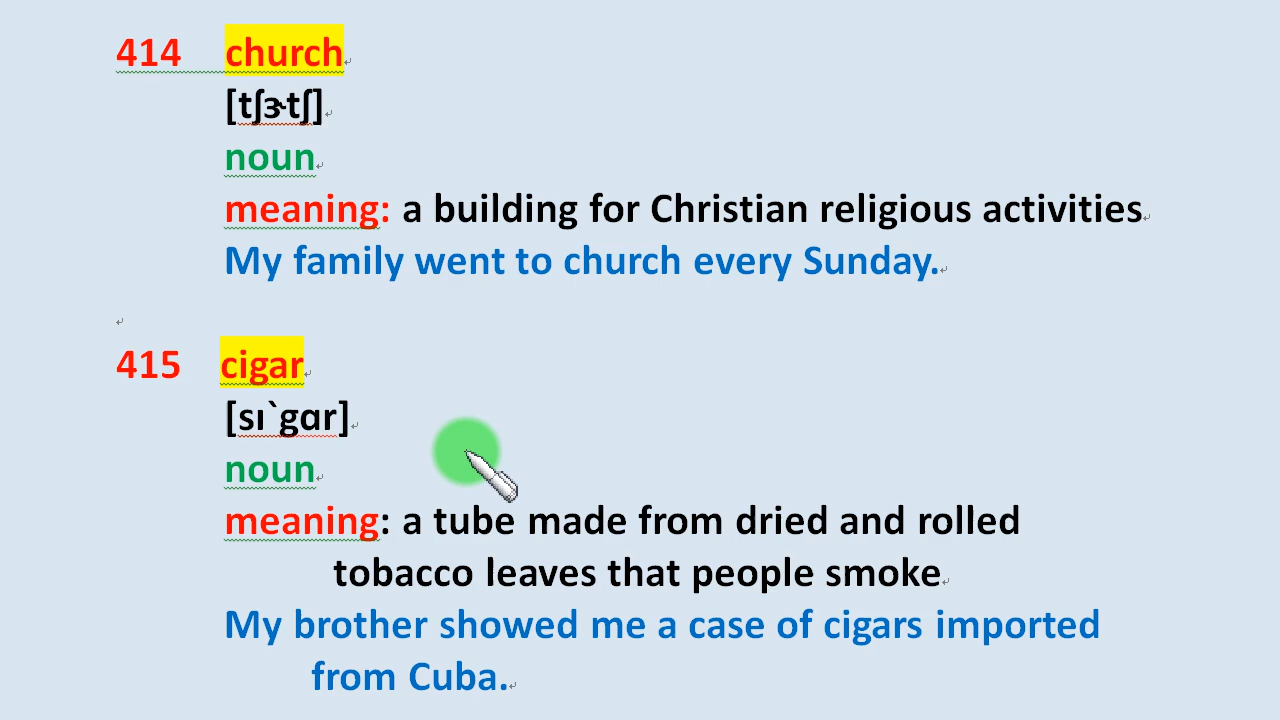 414 church
[tʃɝtʃ]
noun
meaning: a building for Christian religious activities
My family went to church every Sunday.
415 cigar
[sɪˋgɑr]
noun
meaning: a tube made from dried and rolled
tobacco leaves that people smoke
My brother showed me a case of cigars imported
from Cuba.